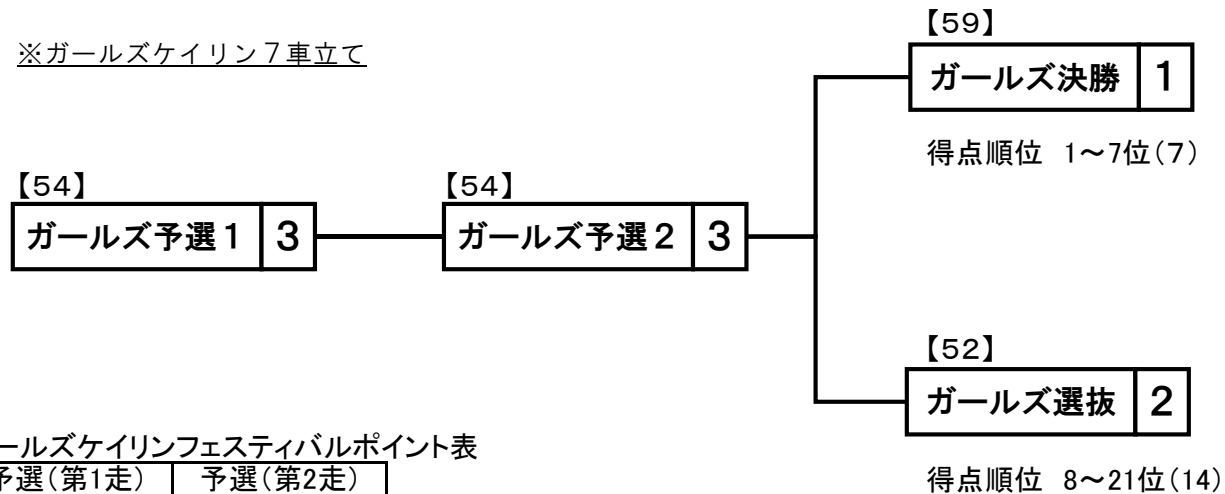 【59】
※ガールズケイリン７車立て
ガールズ決勝 1
得点順位 1～7位(7)
【54】
【54】
ガールズ予選１ 3
ガールズ予選２ 3
【52】
ガールズ選抜 2
ールズケイリンフェスティバルポイント表
予選(第1走) 予選(第2走)
得点順位 8～21位(14)